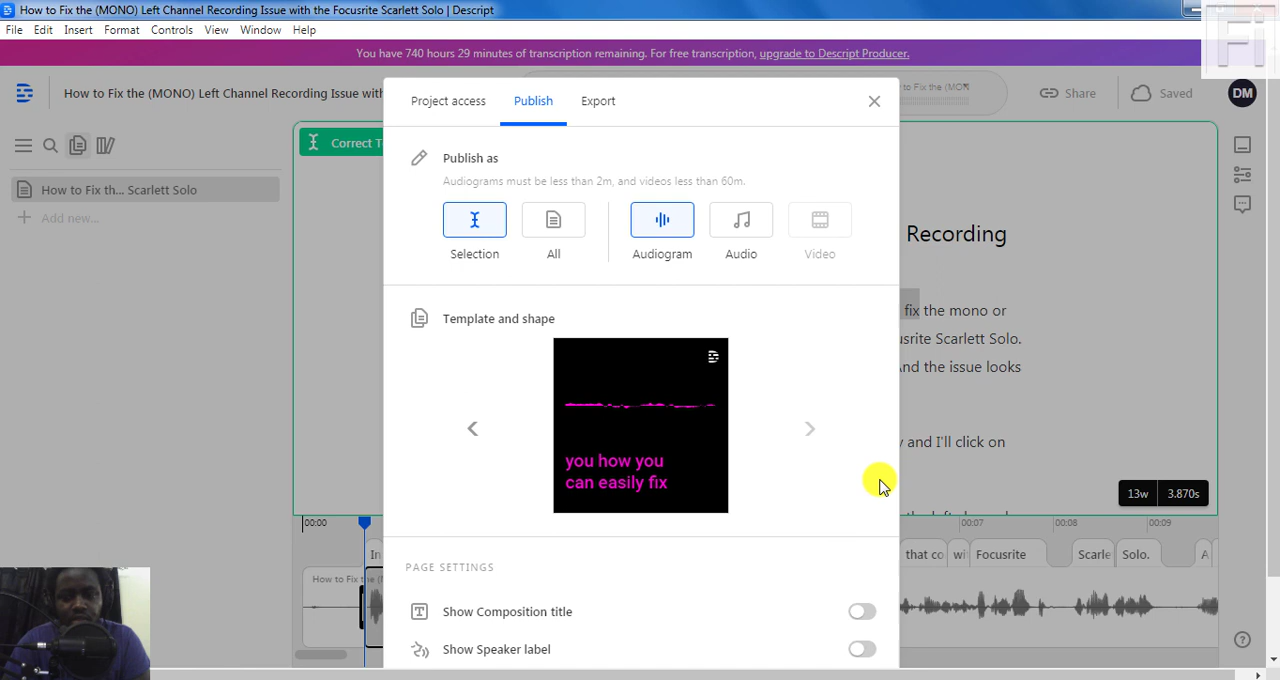 How to Fix the (MONO) Left Channel Recording Issue with the Focusrite Scarlett Solo | Descript
File Edit Insert Format Controls View Window Help
You have 740 hours 29 minutes of transcription remaining. For free transcription, upgrade to Descript Producer.
How to Fix the (MONO) Left Channel Recording Issue with
Project access Publish Export
to Fix the (MON
Share
Saved
DM
Correct T
Publish as
Audiograms must be less than 2m, and videos less than 60m.
How to Fix th... Scarlett Solo
Add new...
Selection All Audiogram Audio Video
Recording
Template and shape
fix the mono or
usrite Scarlett Solo.
And the issue looks
y and I'll click on
you how you
can easily fix
13w 3.870s
00:00 00:07 00:08 00:09
In that co wi Focusrite Scarle Solo. A
PAGE SETTINGS
How to Fix the (
Show Composition title
Show Speaker label
Fi